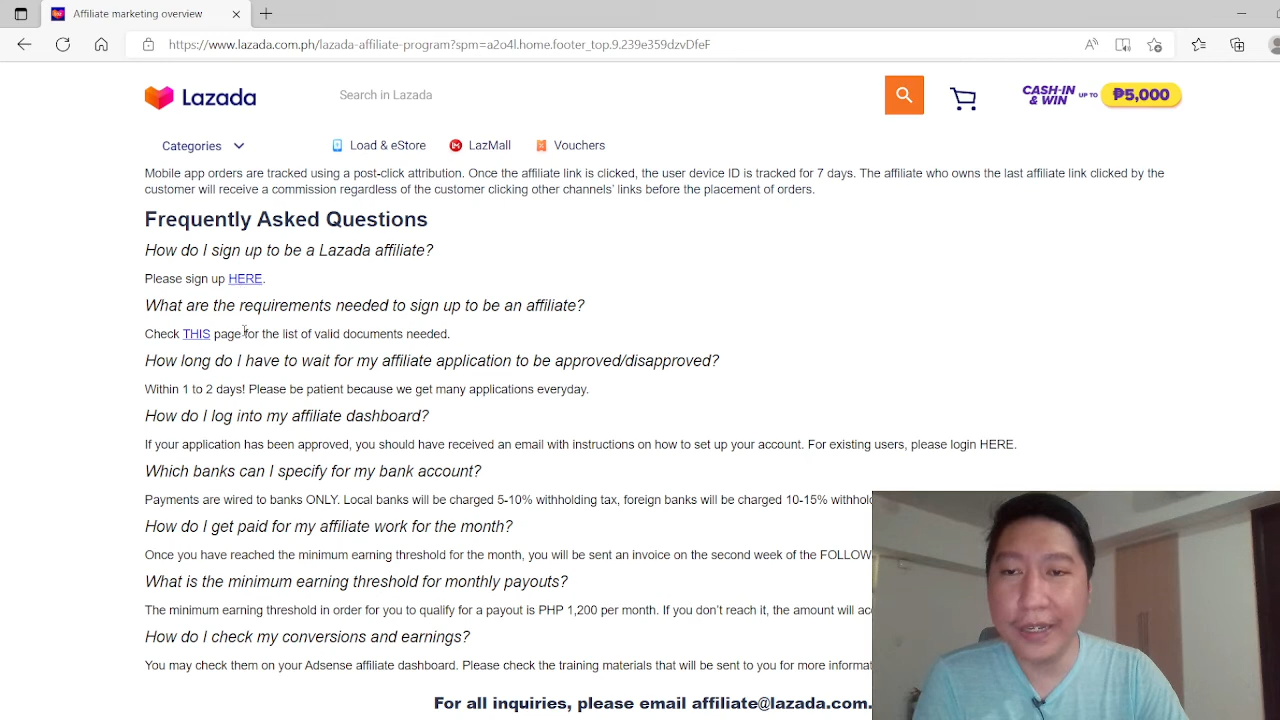 Affiliate marketing overview
https://www.lazada.com.ph/lazada-affiliate-program?spm=a2o4l.home.footer_top.9.239e359dzvDfeF
Lazada
Search in Lazada
CASH-IN & WIN UP TO ₱5,000
Categories
Load & eStore
LazMall
Vouchers
Mobile app orders are tracked using a post-click attribution. Once the affiliate link is clicked, the user device ID is tracked for 7 days. The affiliate who owns the last affiliate link clicked by the
customer will receive a commission regardless of the customer clicking other channels' links before the placement of orders.
Frequently Asked Questions
How do I sign up to be a Lazada affiliate?
Please sign up HERE.
What are the requirements needed to sign up to be an affiliate?
Check THIS page for the list of valid documents needed.
How long do I have to wait for my affiliate application to be approved/disapproved?
Within 1 to 2 days! Please be patient because we get many applications everyday.
How do I log into my affiliate dashboard?
If your application has been approved, you should have received an email with instructions on how to set up your account. For existing users, please login HERE.
Which banks can I specify for my bank account?
Payments are wired to banks ONLY. Local banks will be charged 5-10% withholding tax, foreign banks will be charged 10-15%
How do I get paid for my affiliate work for the month?
Once you have reached the minimum earning threshold for the month, you will be sent an invoice on the second week of the
What is the minimum earning threshold for monthly payouts?
The minimum earning threshold in order for you to qualify for a payout is PHP 1,200 per month. If you don't reach it, the amount will
How do I check my conversions and earnings?
You may check them on your Adsense affiliate dashboard. Please check the training materials that will be sent to you for more
For all inquiries, please email affiliate@lazada.com.